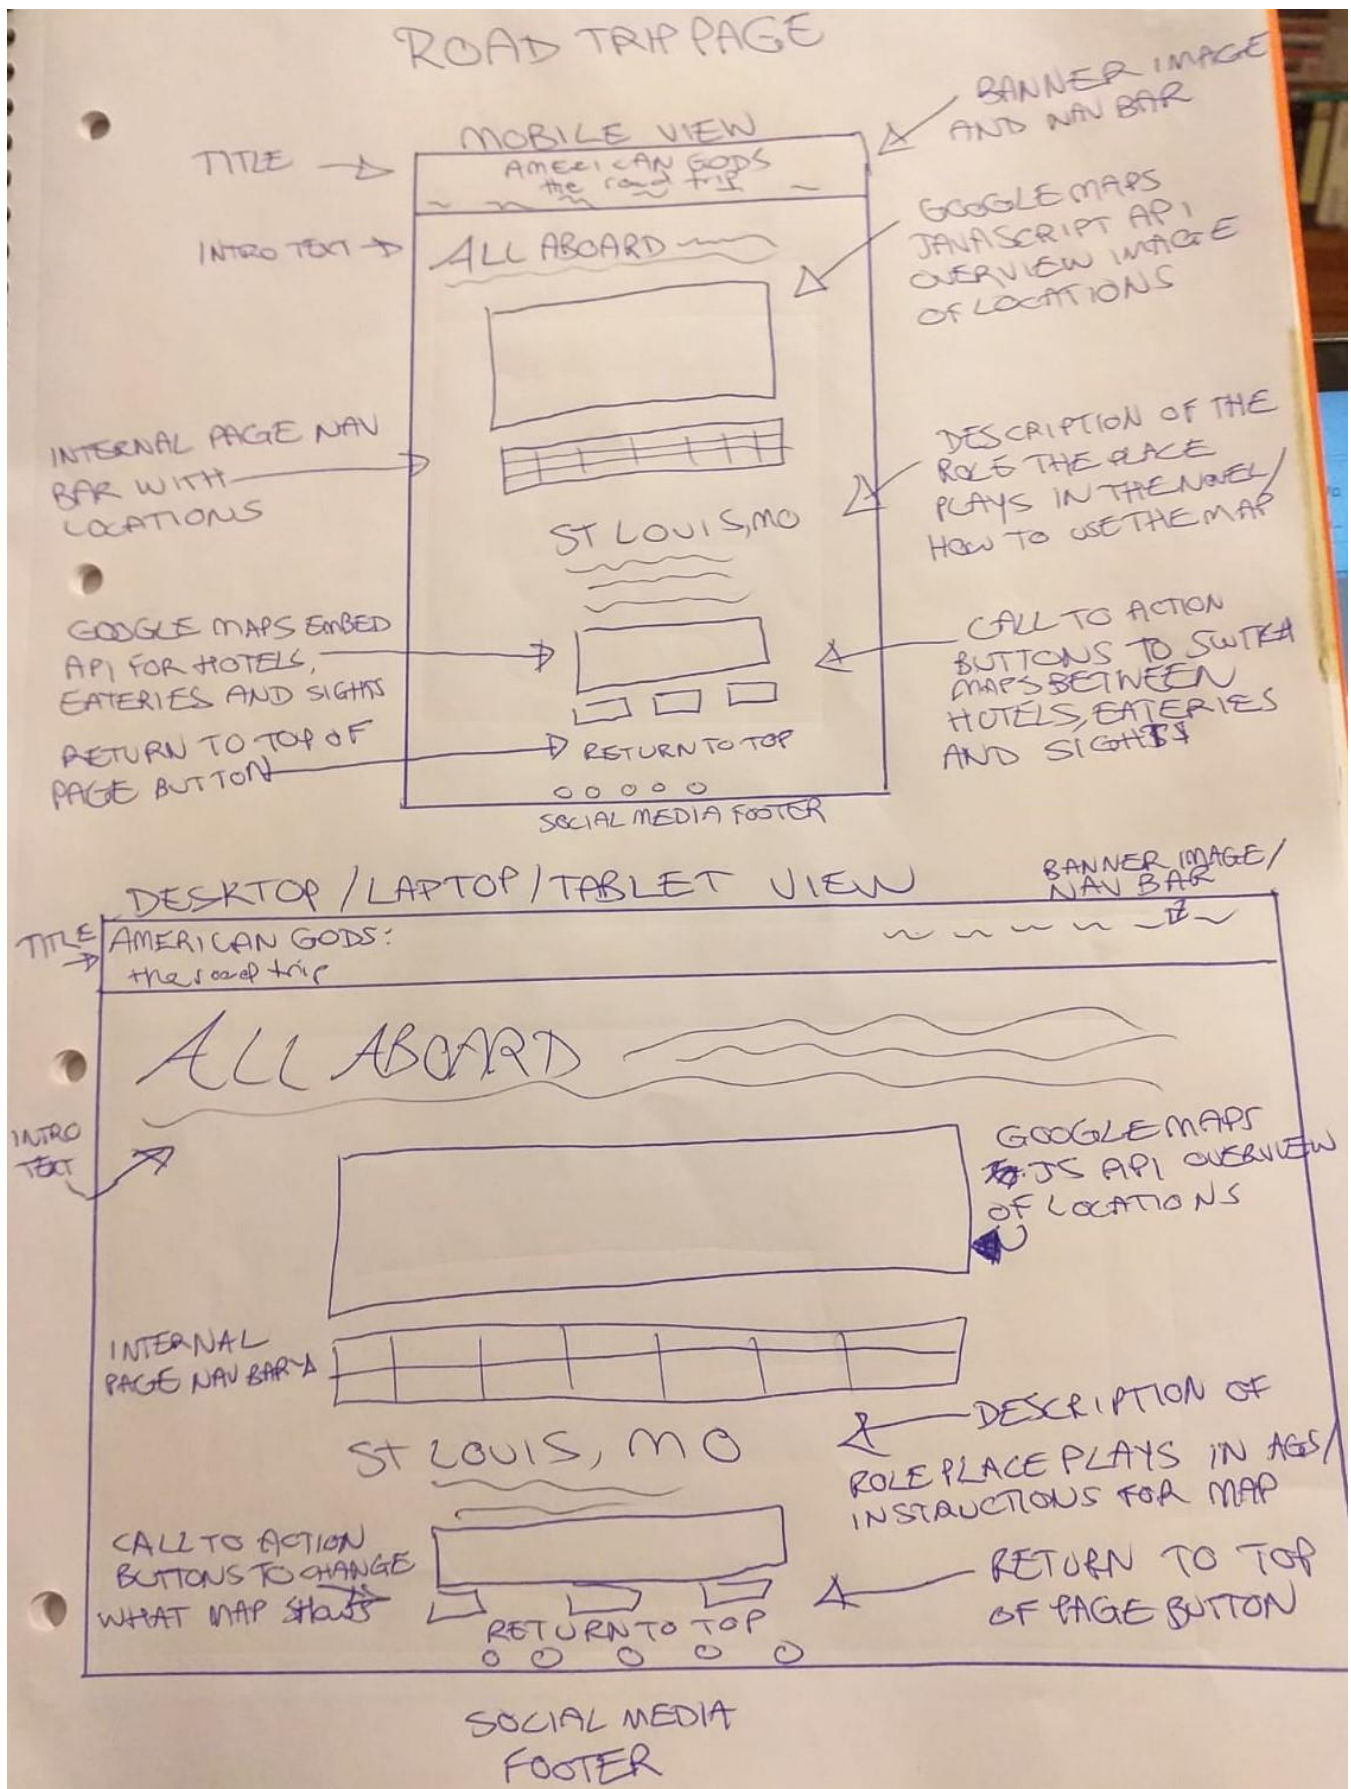 ROAD TRIP PAGE
MOBILE VIEW
TITLE
AMERICAN GODS
the road trip
BANNER IMAGE
AND NAV BAR
INTRO TEXT
ALL ABOARD
GOOGLE MAPS
JAVASCRIPT API
OVERVIEW IMAGE
OF LOCATIONS
INTERNAL PAGE NAV
BAR WITH
LOCATIONS
DESCRIPTION OF THE
ROLE THE PLACE
PLAYS IN THE NOVEL/
HOW TO USE THE MAP
ST LOUIS, MO
GOOGLE MAPS EMBED
API FOR HOTELS,
EATERIES AND SIGHTS
CALL TO ACTION
BUTTONS TO SWITCH
MAPS BETWEEN
HOTELS, EATERIES
AND SIGHTS
RETURN TO TOP OF
PAGE BUTTON
RETURN TO TOP
SOCIAL MEDIA FOOTER
DESKTOP/LAPTOP/TABLET VIEW
BANNER IMAGE/
NAV BAR
TITLE
AMERICAN GODS:
the road trip
ALL ABOARD
INTRO
TEXT
GOOGLE MAPS
JS API OVERVIEW
OF LOCATIONS
INTERNAL
PAGE NAV BAR
ST LOUIS, MO
DESCRIPTION OF
ROLE PLACE PLAYS IN AGS/
INSTRUCTIONS FOR MAP
CALL TO ACTION
BUTTONS TO CHANGE
WHAT MAP SHOWS
RETURN TO TOP
OF PAGE BUTTON
RETURN TO TOP
SOCIAL MEDIA
FOOTER